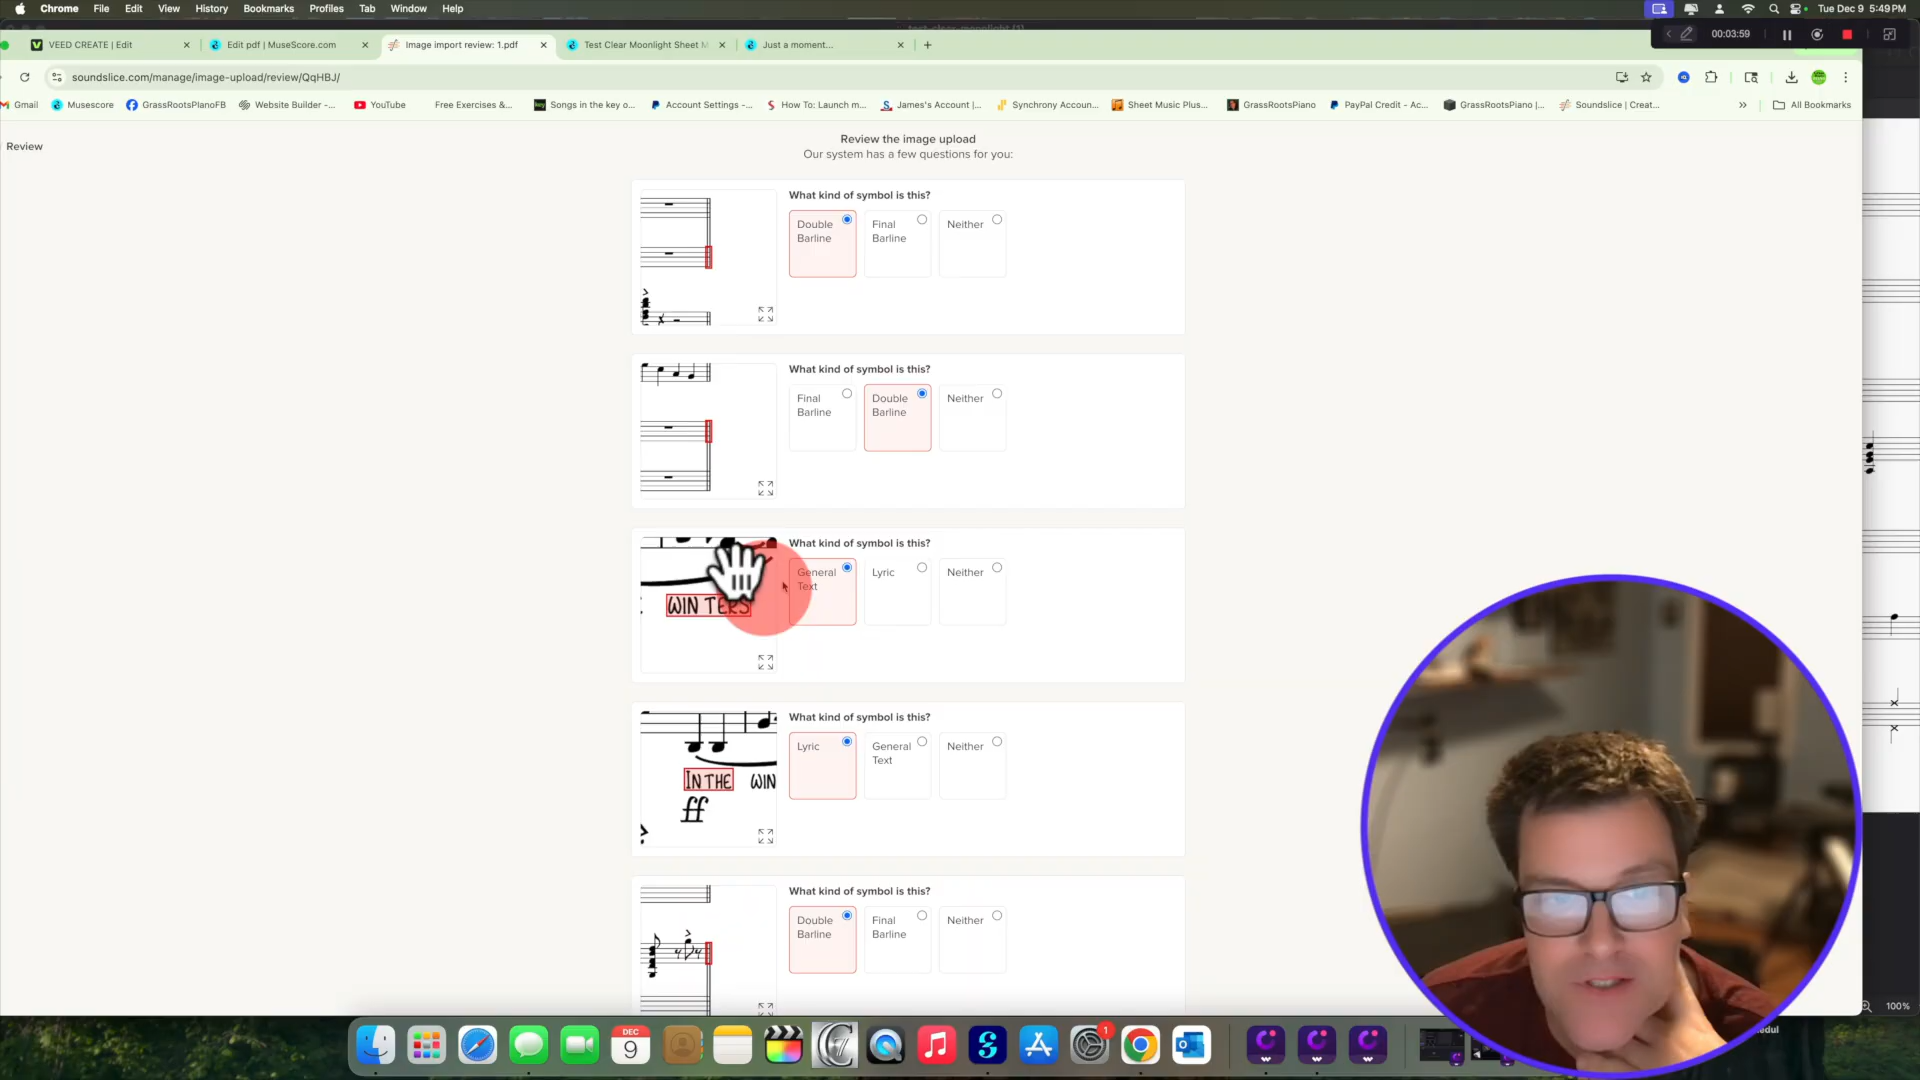 Chrome File Edit View History Bookmarks Profiles Tab Window Help
Tue Dec 9 5:49PM
VEED CREATE | Edit
Edit pdf | MuseScore.com
Image import review: 1.pdf
Test Clear Moonlight Sheet M
Just a moment...
00:03:59
soundslice.com/manage/image-upload/review/QqHBJ/
Gmail Musescore GrassRootsPIanoFB Website Builder -... YouTube Free Exercises &... Songs in the key o... Account Settings -... How To: Launch m... James's Account |... Synchrony Accoun... Sheet Music Plus... GrassRootsPiano PayPal Credit - Ac... GrassRootsPiano |... Soundslice | Creat... » All Bookmarks
Review
Review the image upload
Our system has a few questions for you:
What kind of symbol is this?
Double Barline
Final Barline
Neither
What kind of symbol is this?
Final Barline
Double Barline
Neither
What kind of symbol is this?
General Text
Lyric
Neither
WIN TERS
What kind of symbol is this?
Lyric
General Text
Neither
IN THE WIN
ff
What kind of symbol is this?
Double Barline
Final Barline
Neither
100%
DEC
9
1